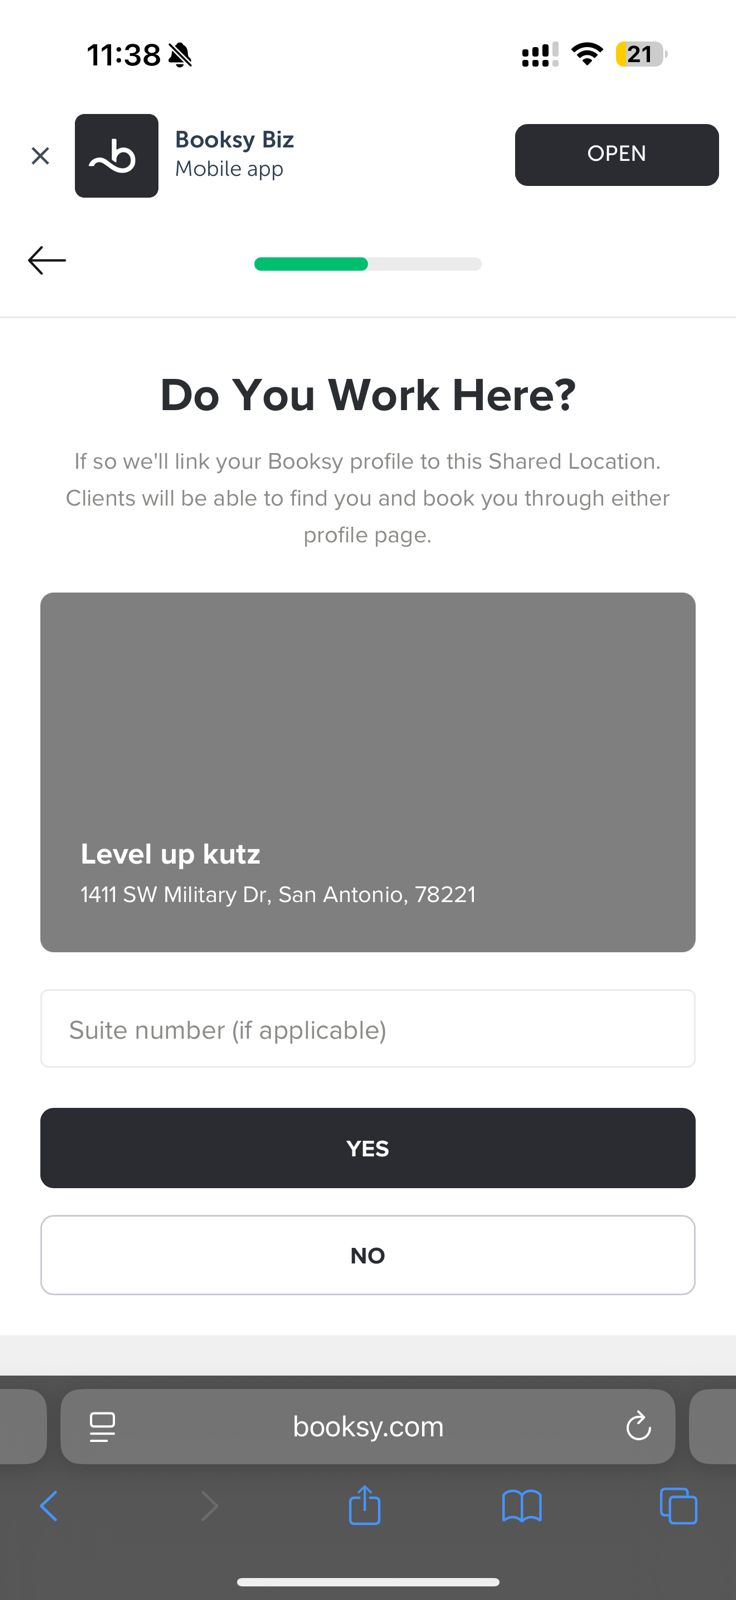 11:38
21
Booksy Biz
Mobile app
OPEN
Do You Work Here?
If so we'll link your Booksy profile to this Shared Location.
Clients will be able to find you and book you through either
profile page.
Level up kutz
1411 SW Military Dr, San Antonio, 78221
Suite number (if applicable)
YES
NO
booksy.com